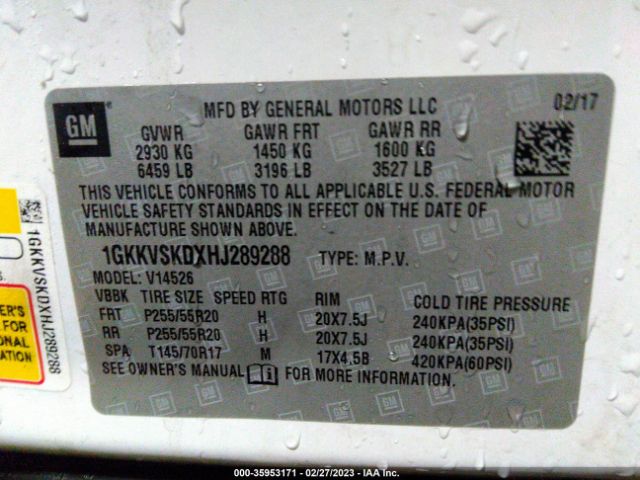 GM
MFD BY GENERAL MOTORS LLC
02/17
GVWR GAWR FRT GAWR RR
2930 KG 1450 KG 1600 KG
6459 LB 3196 LB 3527 LB
THIS VEHICLE CONFORMS TO ALL APPLICABLE U.S. FEDERAL MOTOR
VEHICLE SAFETY STANDARDS IN EFFECT ON THE DATE OF
MANUFACTURE SHOWN ABOVE.
1GKKVSKDXHJ289288 TYPE: M.P.V.
MODEL: V14526
VBBK TIRE SIZE SPEED RTG RIM COLD TIRE PRESSURE
FRT P255/55R20 H 20X7.5J 240KPA(35PSI)
RR P255/55R20 H 20X7.5J 240KPA(35PSI)
SPA T145/70R17 M 17X4.5B 420KPA(60PSI)
SEE OWNER'S MANUAL FOR MORE INFORMATION.
1GKKVSKDXHJ289288
ER'S
FOR
IONAL
ATION
000 - 35953171 - 02/27/2023 - IAA Inc.